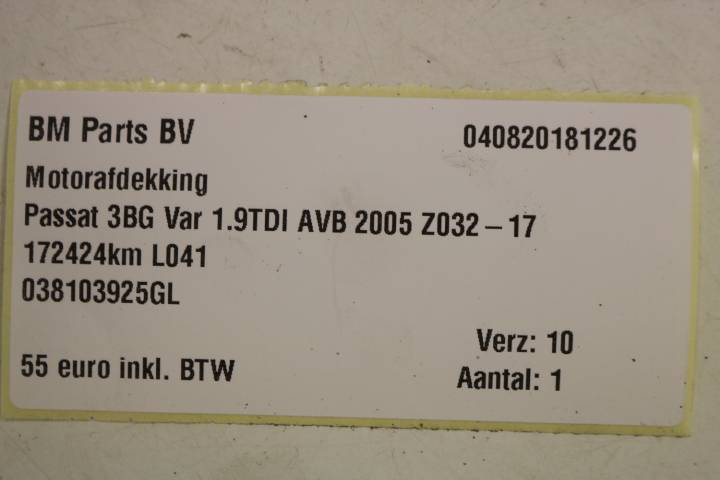 BM Parts BV 040820181226
Motorafdekking
Passat 3BG Var 1.9TDI AVB 2005 Z032 – 17
172424km L041
038103925GL
Verz: 10
55 euro inkl. BTW
Aantal: 1